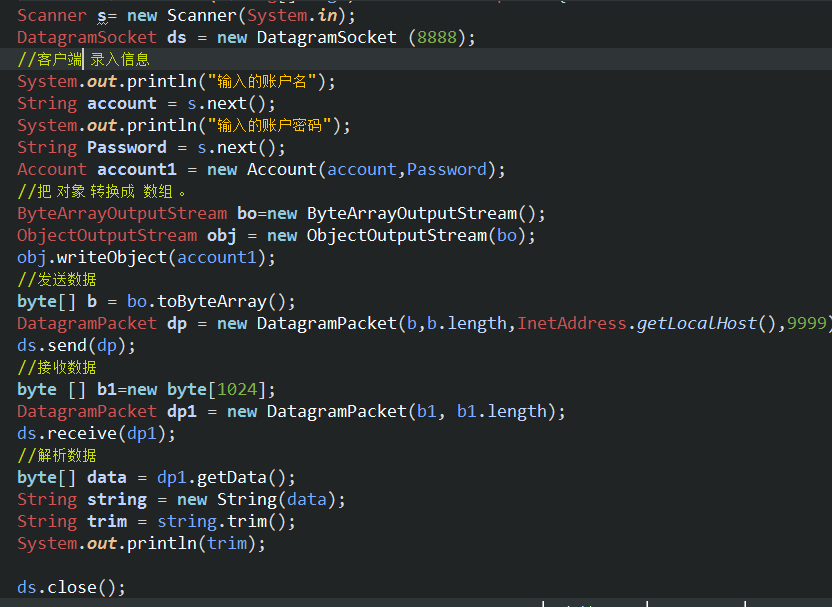 Scanner s= new Scanner(System.in);
DatagramSocket ds = new DatagramSocket (8888);
//客户端 录入信息
System.out.println("输入的账户名");
String account = s.next();
System.out.println("输入的账户密码");
String Password = s.next();
Account account1 = new Account(account,Password);
//把 对象 转换成 数组 。
ByteArrayOutputStream bo=new ByteArrayOutputStream();
ObjectOutputStream obj = new ObjectOutputStream(bo);
obj.writeObject(account1);
//发送数据
byte[] b = bo.toByteArray();
DatagramPacket dp = new DatagramPacket(b,b.length,InetAddress.getLocalHost(),9999)
ds.send(dp);
//接收数据
byte [] b1=new byte[1024];
DatagramPacket dp1 = new DatagramPacket(b1, b1.length);
ds.receive(dp1);
//解析数据
byte[] data = dp1.getData();
String string = new String(data);
String trim = string.trim();
System.out.println(trim);
ds.close();